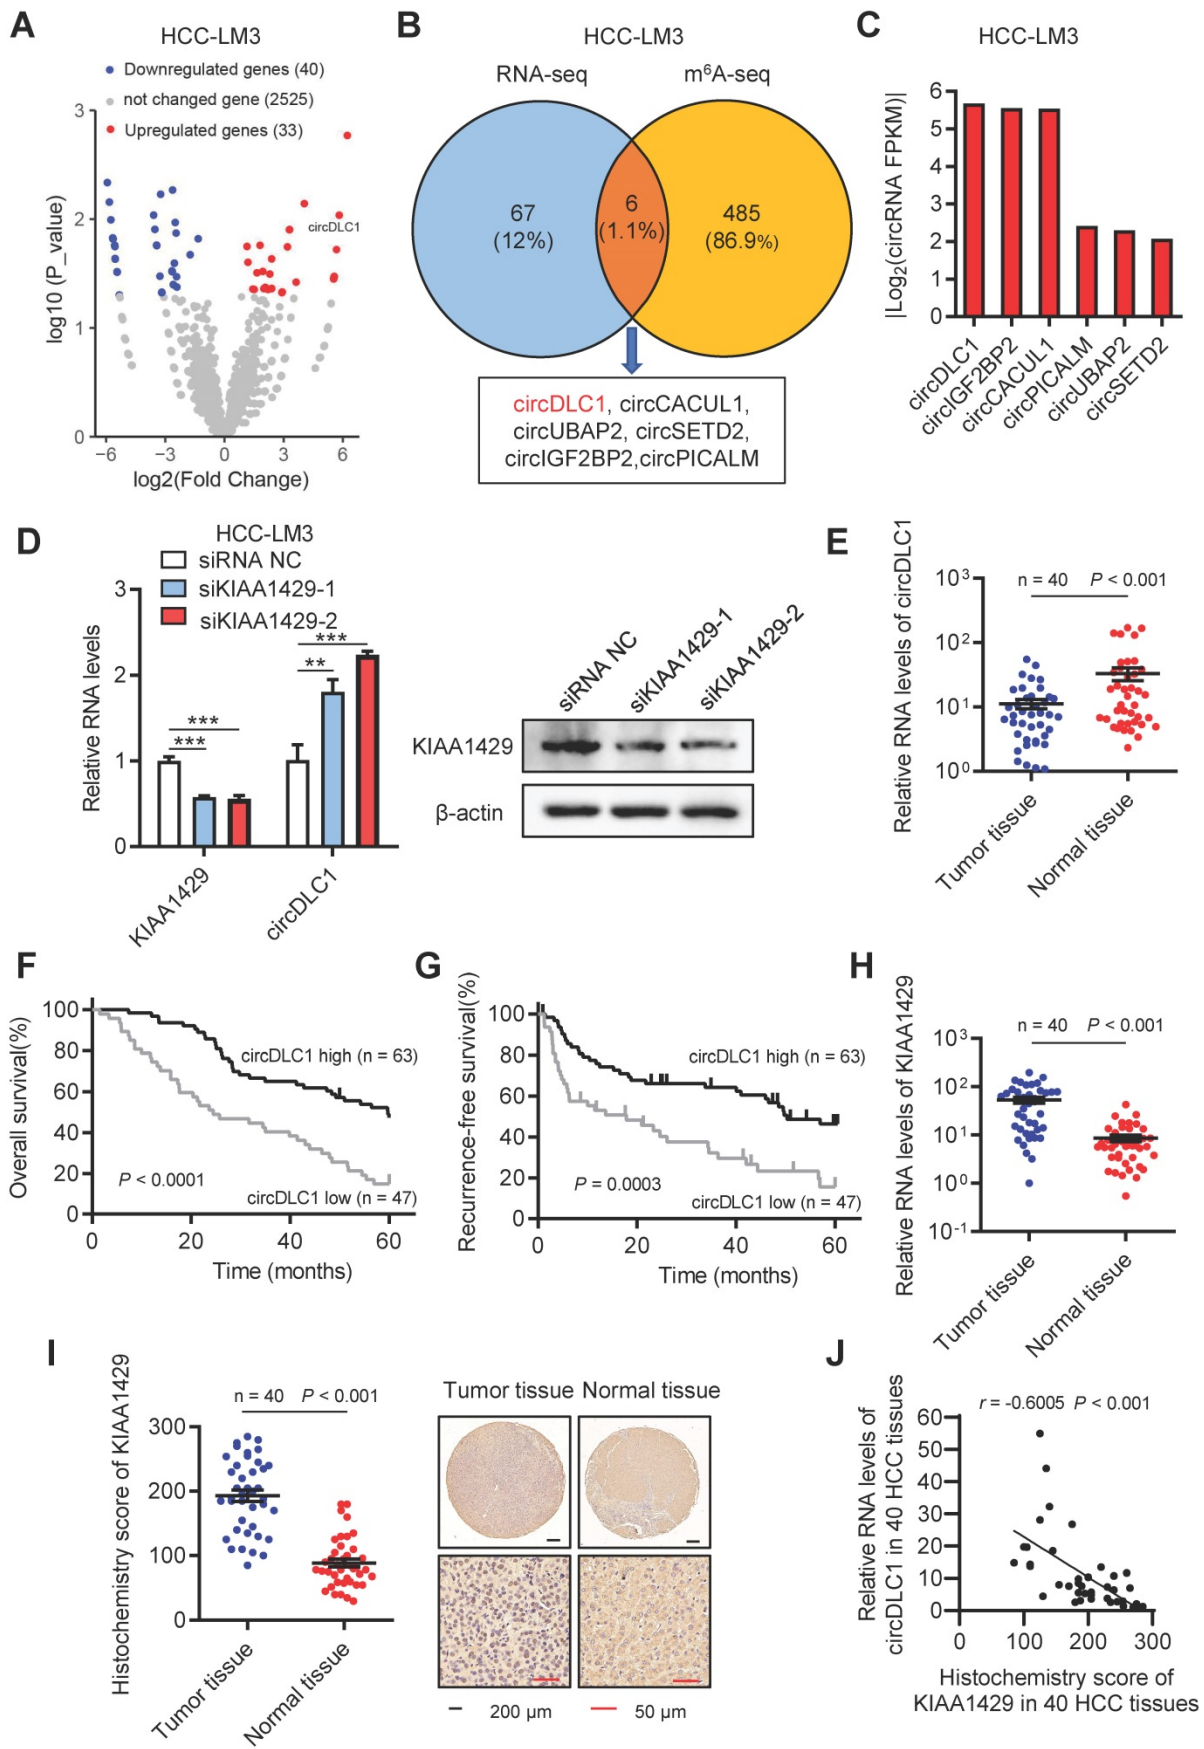 A
HCC-LM3
Downregulated genes (40)
not changed gene (2525)
Upregulated genes (33)
log10 (P_value)
3
2
1
0
circDLC1
−6
−3
0
3
6
log2(Fold Change)
B
HCC-LM3
RNA-seq
m⁶A-seq
67
(12%)
6
(1.1%)
485
(86.9%)
circDLC1, circCACUL1,
circUBAP2, circSETD2,
circIGF2BP2,circPICALM
C
HCC-LM3
|Log₂(circRNA FPKM)|
6
5
4
3
2
1
0
circDLC1
circIGF2BP2
circCACUL1
circPICALM
circUBAP2
circSETD2
D
HCC-LM3
siRNA NC
siKIAA1429-1
siKIAA1429-2
Relative RNA levels
3
2
1
0
***
***
**
***
KIAA1429
circDLC1
siRNA NC
siKIAA1429-1
siKIAA1429-2
KIAA1429
β-actin
E
Relative RNA levels of circDLC1
n = 40 P < 0.001
10³
10²
10¹
10⁰
Tumor tissue
Normal tissue
F
Overall survival(%)
100
80
60
40
20
0
circDLC1 high (n = 63)
P < 0.0001
circDLC1 low (n = 47)
0
20
40
60
Time (months)
G
Recurrence-free survival(%)
100
80
60
40
20
0
circDLC1 high (n = 63)
P = 0.0003
circDLC1 low (n = 47)
0
20
40
60
Time (months)
H
Relative RNA levels of KIAA1429
n = 40 P < 0.001
10³
10²
10¹
10⁰
10⁻¹
Tumor tissue
Normal tissue
I
Histochemistry score of KIAA1429
n = 40 P < 0.001
300
200
100
0
Tumor tissue
Normal tissue
Tumor tissue Normal tissue
200 μm
50 μm
J
Relative RNA levels of
circDLC1 in 40 HCC tissues
r = -0.6005 P < 0.001
60
50
40
30
20
10
0
0
100
200
300
Histochemistry score of
KIAA1429 in 40 HCC tissues